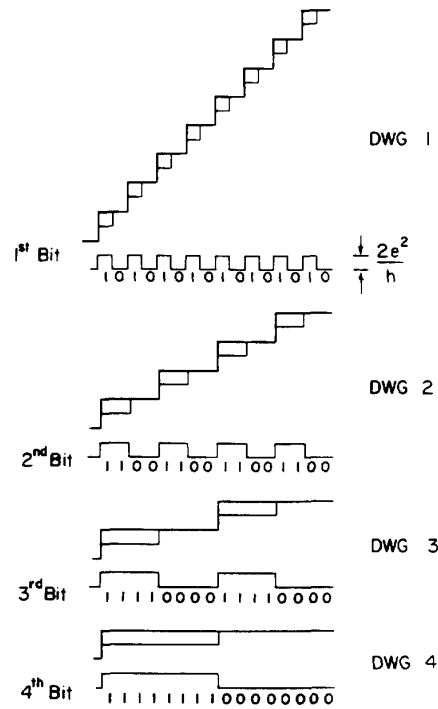 DWG 1
1st Bit
2e²
h
1 0 1 0 1 0 1 0 1 0 1 0 1 0 1 0
DWG 2
2nd Bit
1 1 0 0 1 1 1 0 0 1 1 0 0 1 1 0 0
DWG 3
3rd Bit
1 1 1 1 0 0 0 0 1 1 1 1 0 0 0 0
DWG 4
4th Bit
1 1 1 1 1 1 1 1 0 0 0 0 0 0 0 0